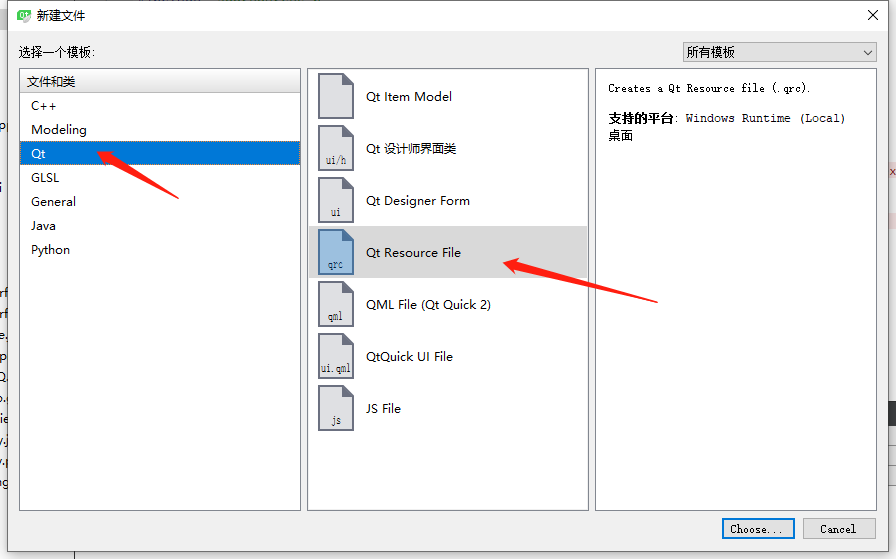 新建文件
选择一个模板:
所有模板
文件和类
C++
Modeling
Qt
GLSL
General
Java
Python
Qt Item Model
ui/h
Qt 设计师界面类
ui
Qt Designer Form
qrc
Qt Resource File
qml
QML File (Qt Quick 2)
ui.qml
QtQuick UI File
js
JS File
Creates a Qt Resource file (.qrc).
支持的平台: Windows Runtime (Local)
桌面
Choose...
Cancel